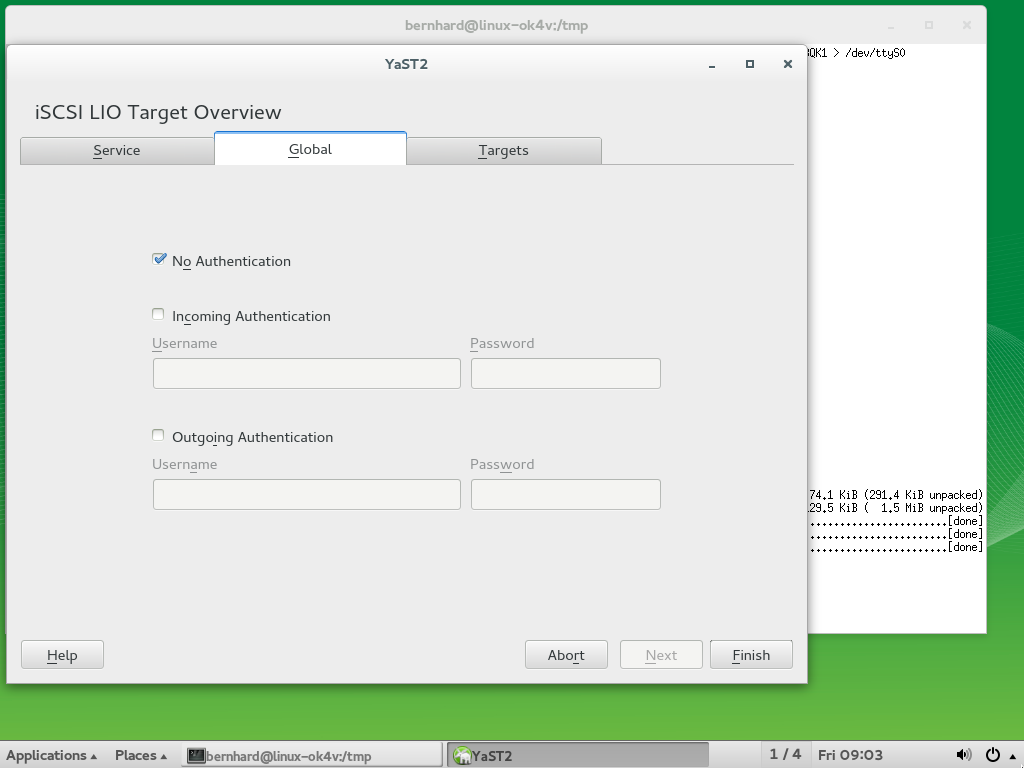 bernhard@linux-ok4v:/tmp
QK1 > /dev/ttyS0
YaST2
iSCSI LIO Target Overview
Service Global Targets
No Authentication
Incoming Authentication
Username Password
Outgoing Authentication
Username Password
74.1 KiB (291.4 KiB unpacked)
29.5 KiB ( 1.5 MiB unpacked)
.......................[done]
.......................[done]
.......................[done]
Help Abort Next Finish
Applications Places bernhard@linux-ok4v:/tmp YaST2 1 / 4 Fri 09:03